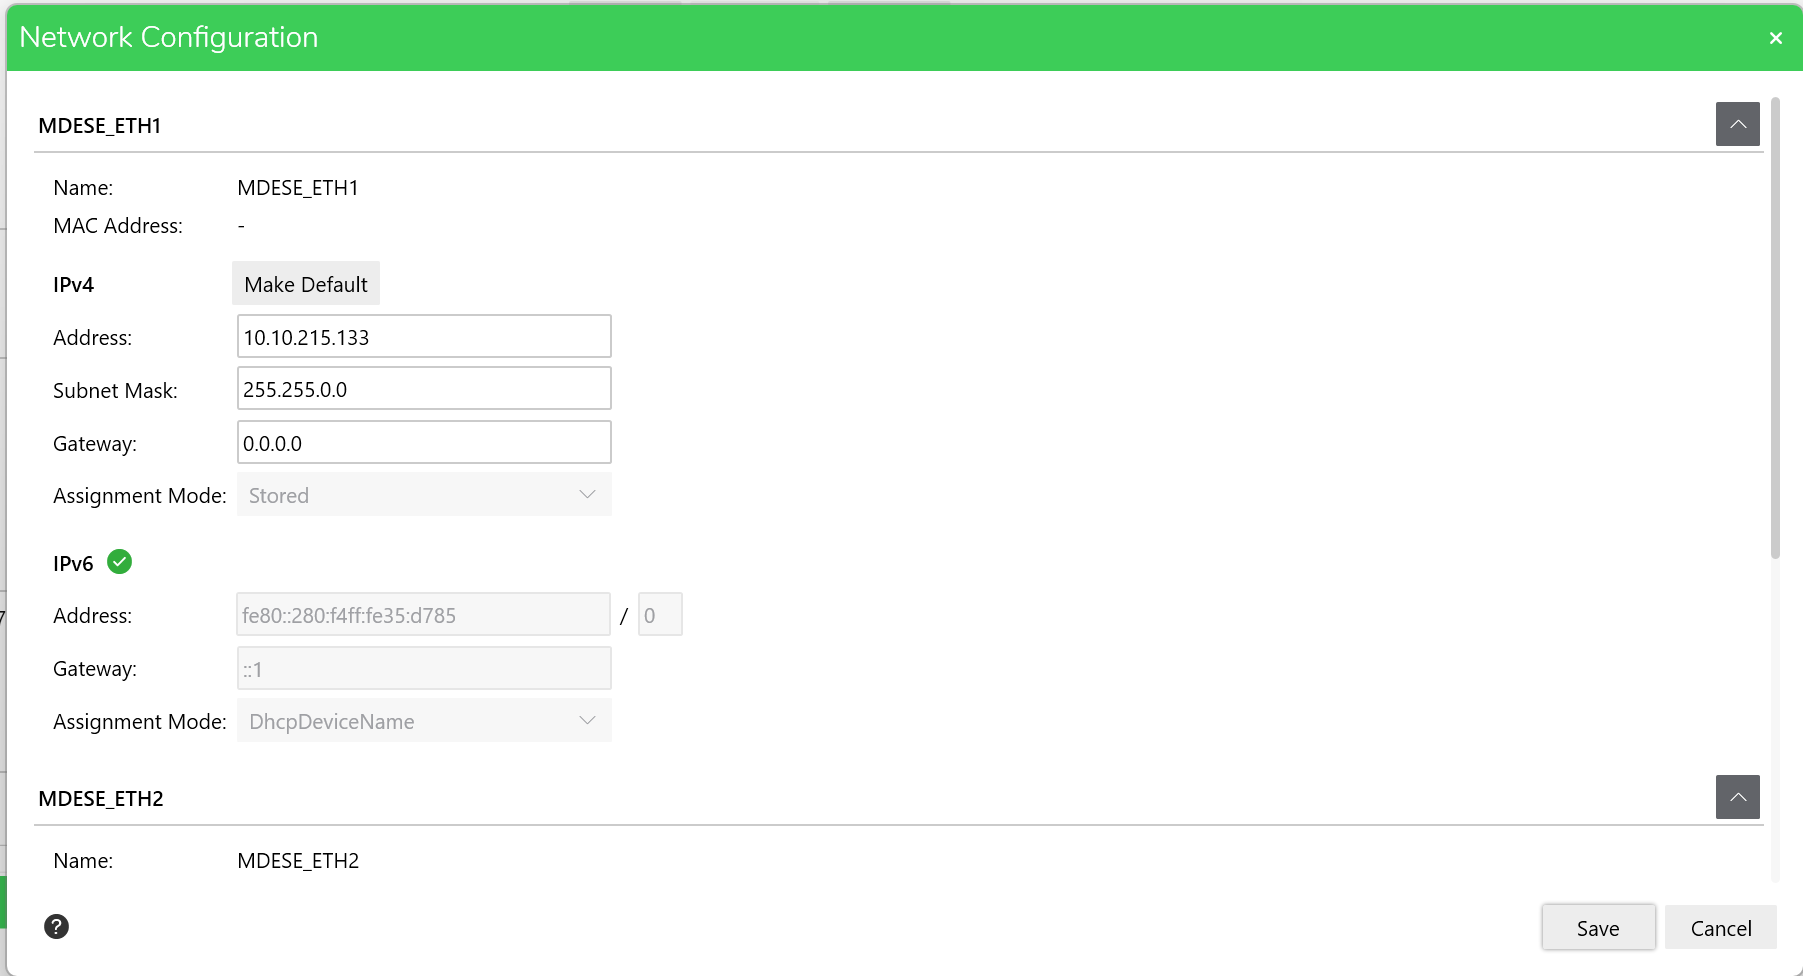 Network Configuration
MDESE_ETH1
Name: MDESE_ETH1
MAC Address: -
IPv4 Make Default
Address: 10.10.215.133
Subnet Mask: 255.255.0.0
Gateway: 0.0.0.0
Assignment Mode: Stored
IPv6
Address: fe80::280:f4ff:fe35:d785 / 0
Gateway: ::1
Assignment Mode: DhcpDeviceName
MDESE_ETH2
Name: MDESE_ETH2
? Save Cancel